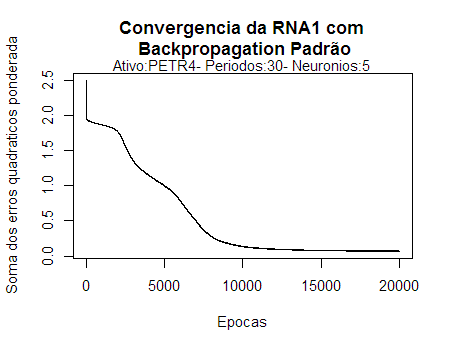 Convergencia da RNA1 com
Backpropagation Padrão
Ativo:PETR4- Periodos:30- Neuronios:5
Soma dos erros quadraticos ponderada
2.5
2.0
1.5
1.0
0.5
0.0
0 5000 10000 15000 20000
Epocas